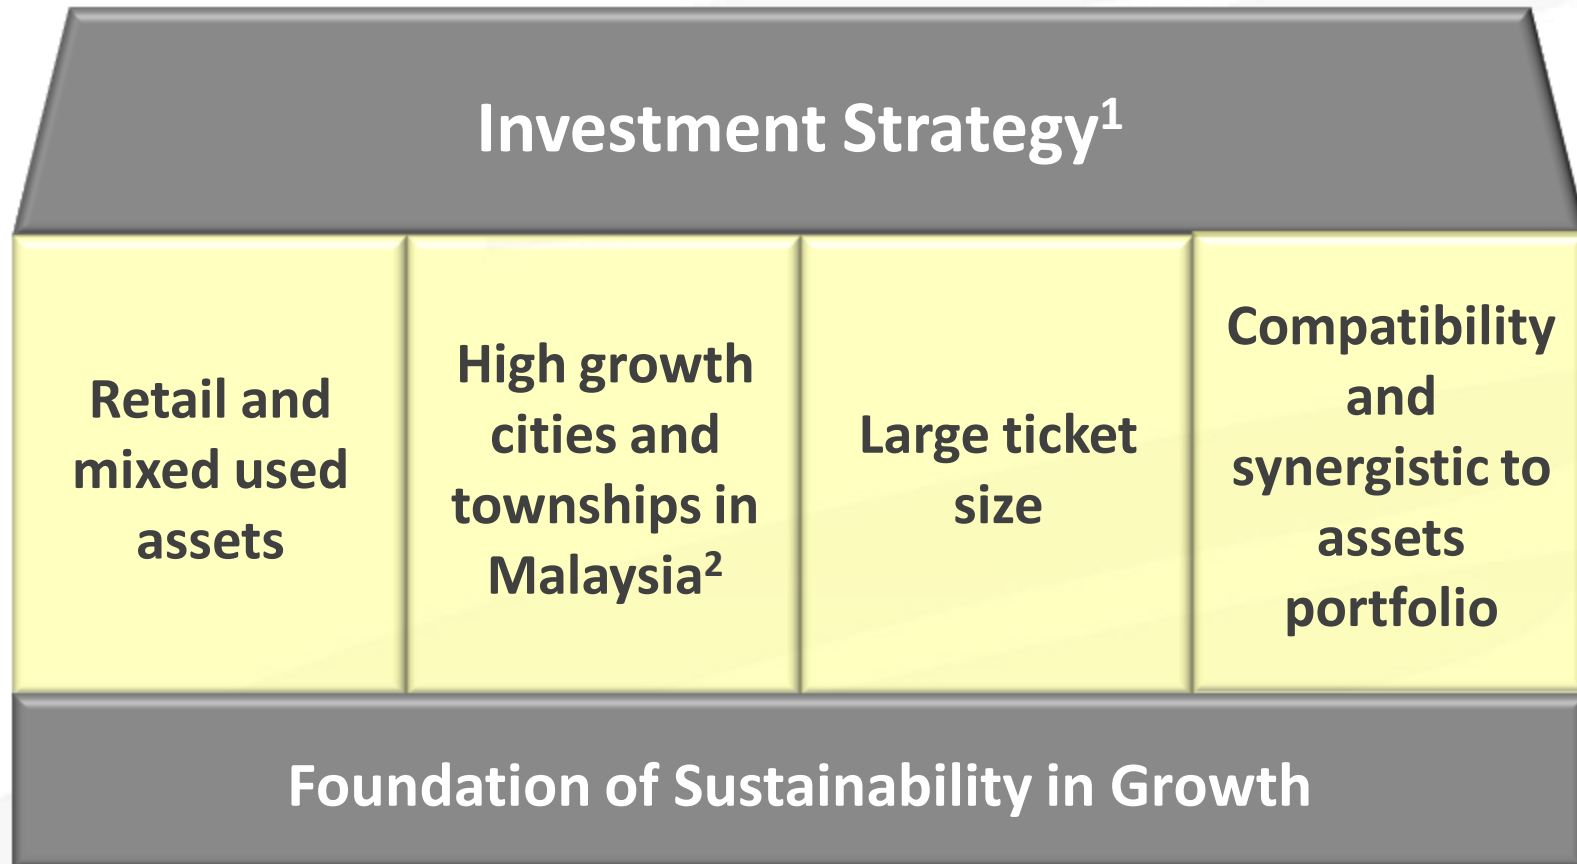 Investment Strategy¹
Retail and
mixed used
assets
High growth
cities and
townships in
Malaysia²
Large ticket
size
Compatibility
and
synergistic to
assets
portfolio
Foundation of Sustainability in Growth